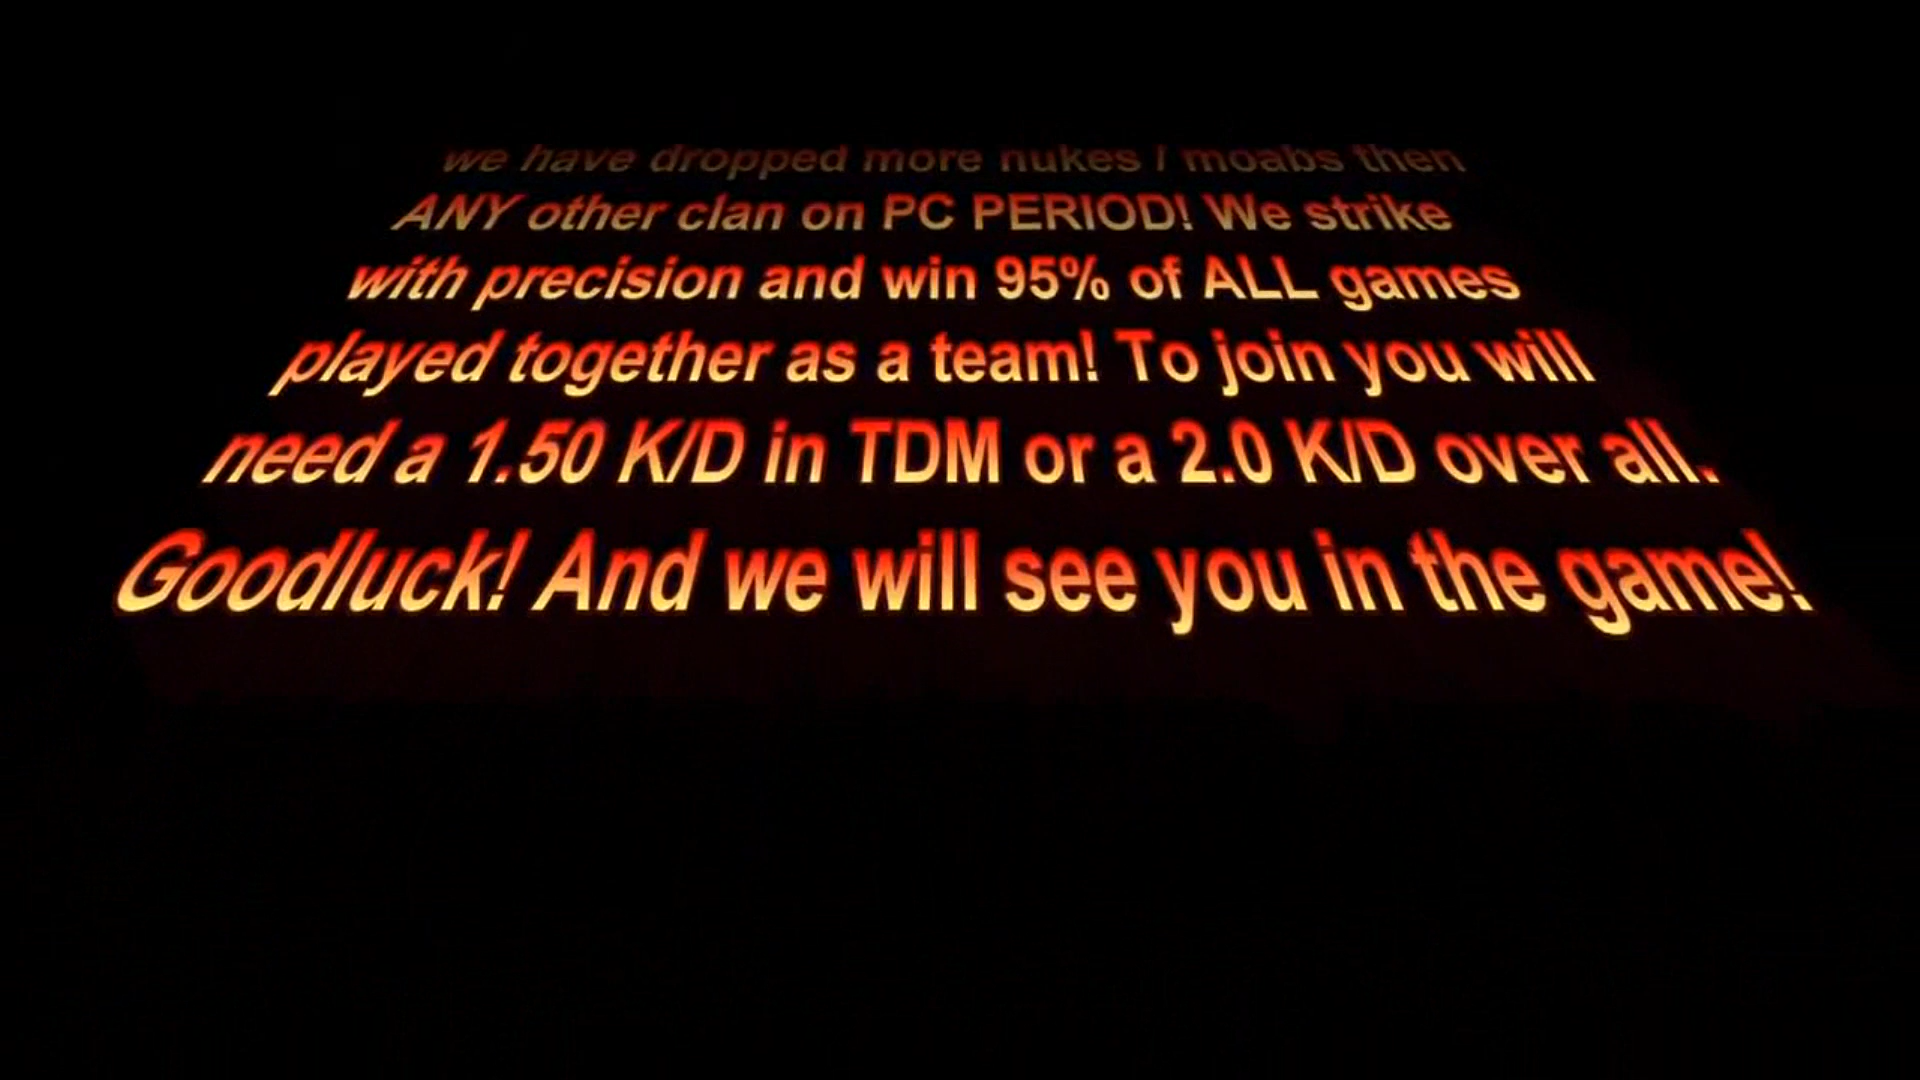 we have dropped more nukes / moabs then
ANY other clan on PC PERIOD! We strike
with precision and win 95% of ALL games
played together as a team! To join you will
need a 1.50 K/D in TDM or a 2.0 K/D over all.
Goodluck! And we will see you in the game!